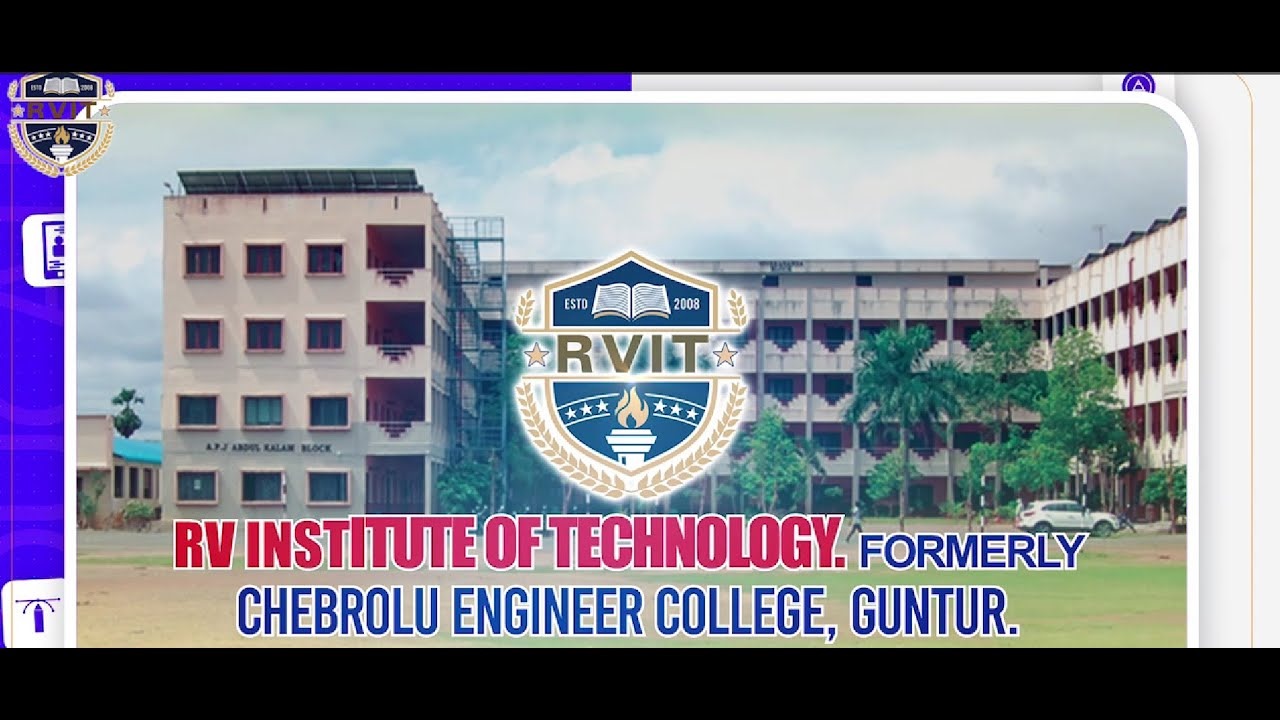 ESTD 2008
RVIT
ESTD 2008
RVIT
A.P.J ABDUL KALAM BLOCK
RV INSTITUTE OF TECHNOLOGY. FORMERLY
CHEBROLU ENGINEER COLLEGE, GUNTUR.